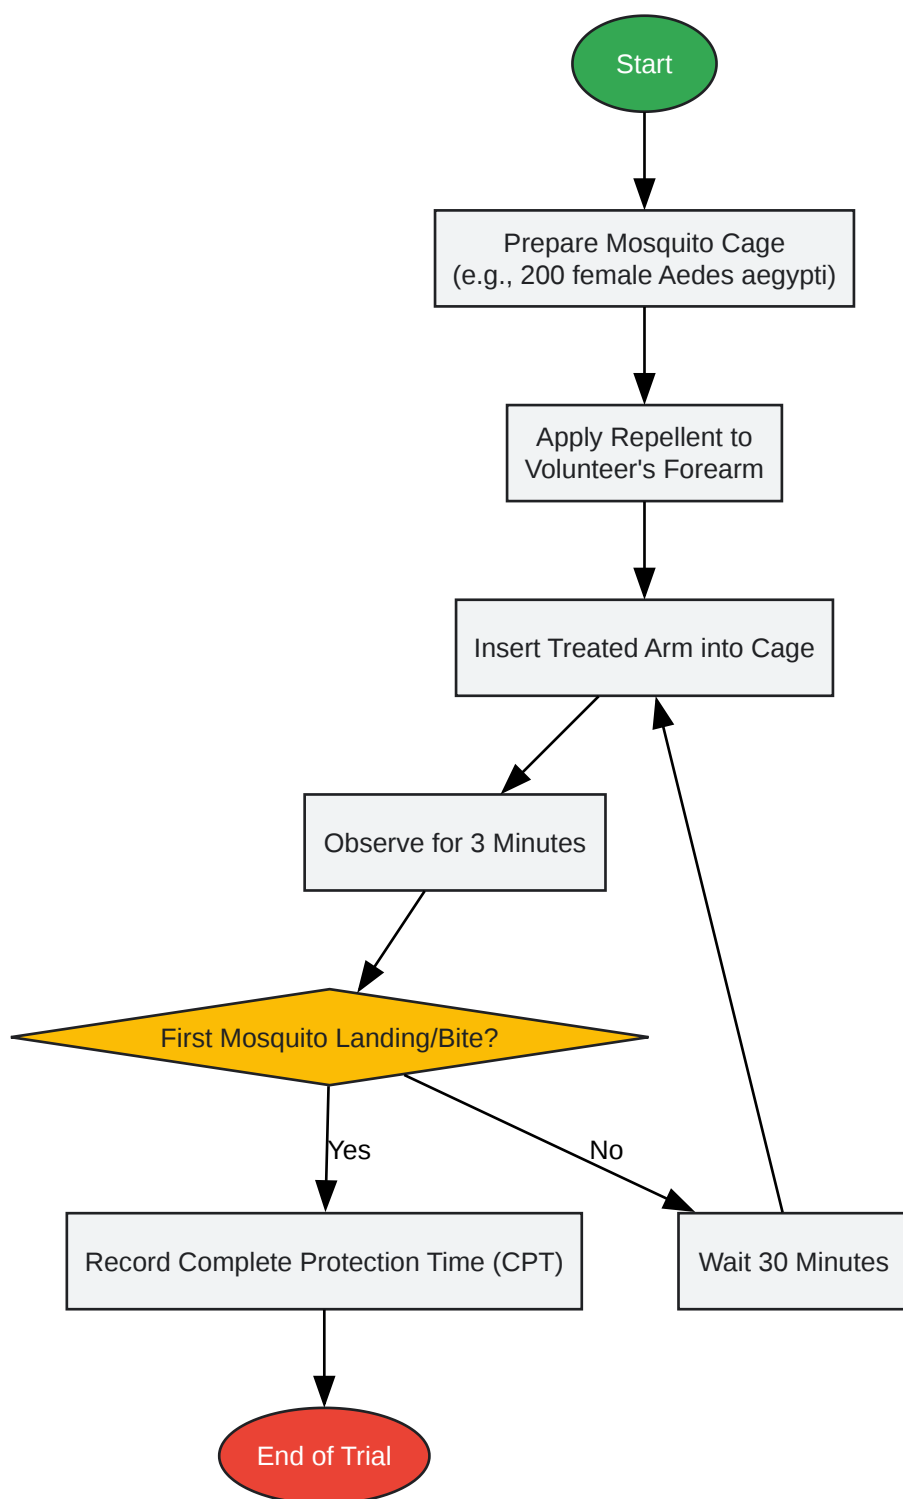 Start
Prepare Mosquito Cage
(e.g., 200 female Aedes aegypti)
Apply Repellent to
Volunteer's Forearm
Insert Treated Arm into Cage
Observe for 3 Minutes
First Mosquito Landing/Bite?
Yes
No
Record Complete Protection Time (CPT)
Wait 30 Minutes
End of Trial